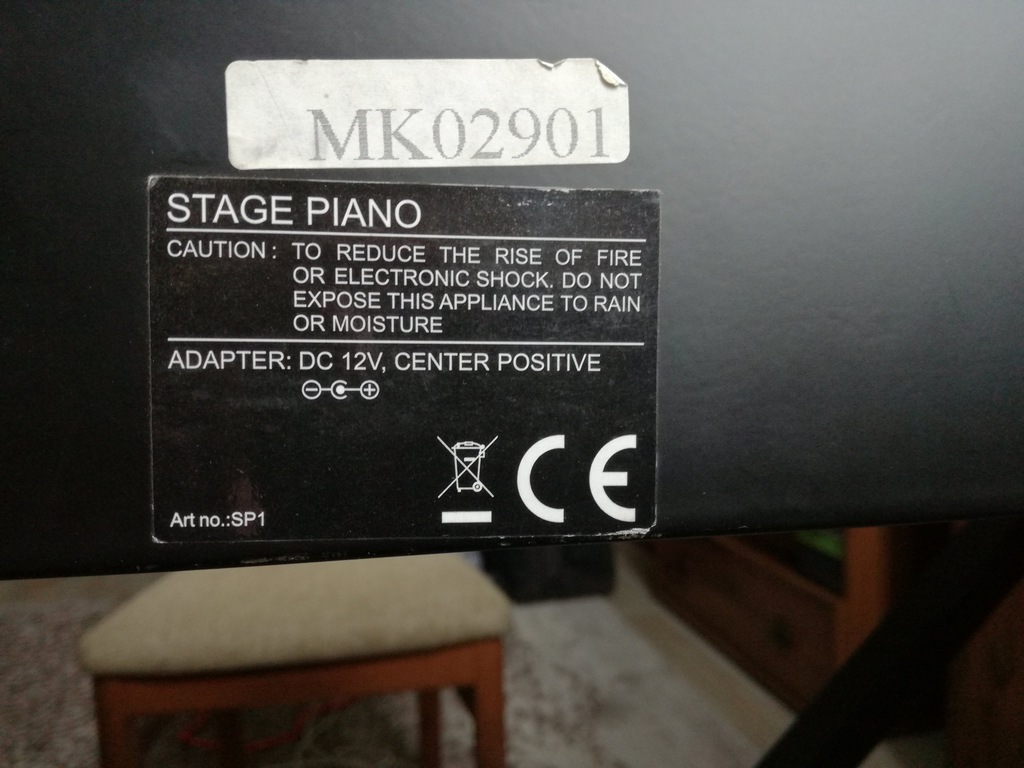 MK02901
STAGE PIANO
CAUTION : TO REDUCE THE RISE OF FIRE
OR ELECTRONIC SHOCK. DO NOT
EXPOSE THIS APPLIANCE TO RAIN
OR MOISTURE
ADAPTER: DC 12V, CENTER POSITIVE
CE
Art no.:SP1